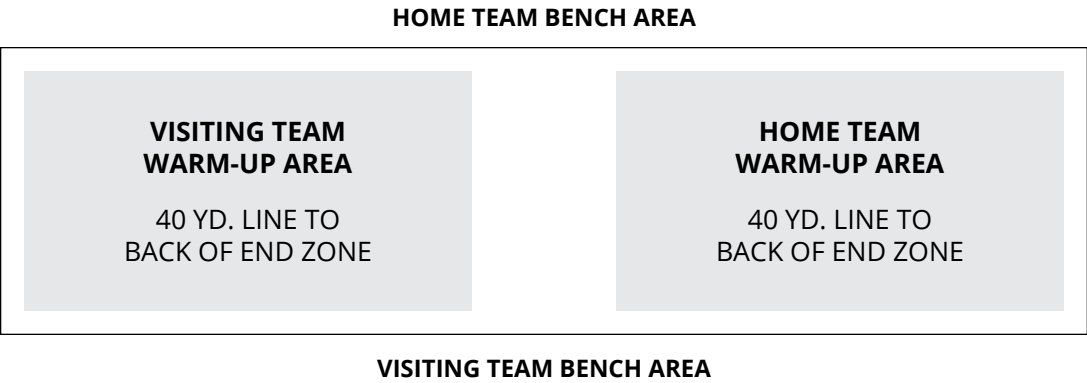 HOME TEAM BENCH AREA
VISITING TEAM
WARM-UP AREA
40 YD. LINE TO
BACK OF END ZONE
HOME TEAM
WARM-UP AREA
40 YD. LINE TO
BACK OF END ZONE
VISITING TEAM BENCH AREA